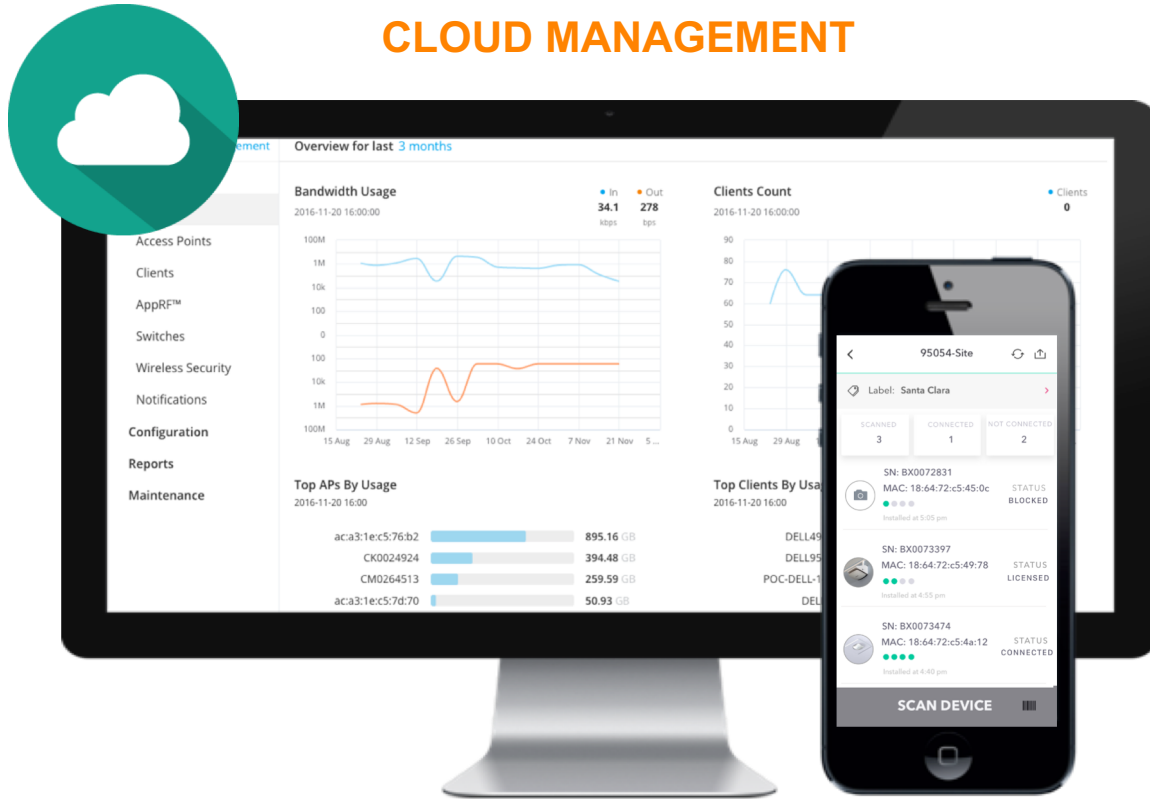 CLOUD MANAGEMENT
ement
Overview for last 3 months
Bandwidth Usage
In Out
2016-11-20 16:00:00
34.1 278
kbps bps
100M
1M
10k
100
0
100
10k
1M
100M
15 Aug 29 Aug 12 Sep 26 Sep 10 Oct 24 Oct 7 Nov 21 Nov 5 ...
Clients Count
Clients
2016-11-20 16:00:00
0
90
80
70
60
50
40
30
20
10
0
15 Aug 29 Aug
Access Points
Clients
AppRF™
Switches
Wireless Security
Notifications
Configuration
Reports
Maintenance
Top APs By Usage
2016-11-20 16:00
ac:a3:1e:c5:76:b2 895.16 GB
CK0024924 394.48 GB
CM0264513 259.59 GB
ac:a3:1e:c5:7d:70 50.93 GB
Top Clients By Usa
2016-11-20 16:00
DELL49
DELL95
POC-DELL-1
DEL
95054-Site
Label: Santa Clara
SCANNED CONNECTED NOT CONNECTED
3 1 2
SN: BX0072831
MAC: 18:64:72:c5:45:0c
STATUS
BLOCKED
Installed at 5:05 pm
SN: BX0073397
MAC: 18:64:72:c5:49:78
STATUS
LICENSED
Installed at 4:55 pm
SN: BX0073474
MAC: 18:64:72:c5:4a:12
STATUS
CONNECTED
Installed at 4:40 pm
SCAN DEVICE